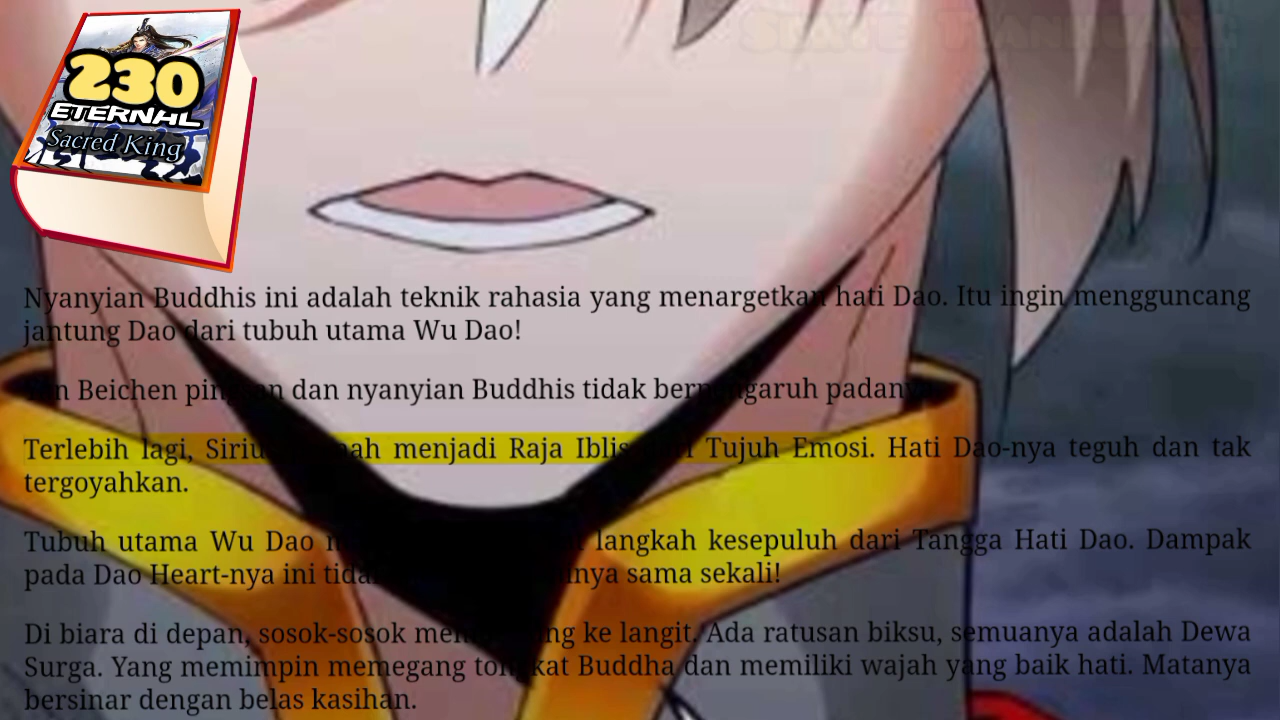 230
ETERNAL
Sacred King
Nyanyian Buddhis ini adalah teknik rahasia yang menargetkan hati Dao. Itu ingin mengguncang
jantung Dao dari tubuh utama Wu Dao!
Beichen pingsan dan nyanyian Buddhis tidak berpengaruh padanya
Terlebih lagi, Sirius menjadi Raja Iblis dari Tujuh Emosi. Hati Dao-nya teguh dan tak
tergoyahkan.
Tubuh utama Wu Dao langkah kesepuluh dari Tangga Hati Dao. Dampak
pada Dao Heart-nya ini tidak sama sekali!
Di biara di depan, sosok-sosok ke langit. Ada ratusan biksu, semuanya adalah Dewa
Surga. Yang memimpin memegang tongkat Buddha dan memiliki wajah yang baik hati. Matanya
bersinar dengan belas kasihan.